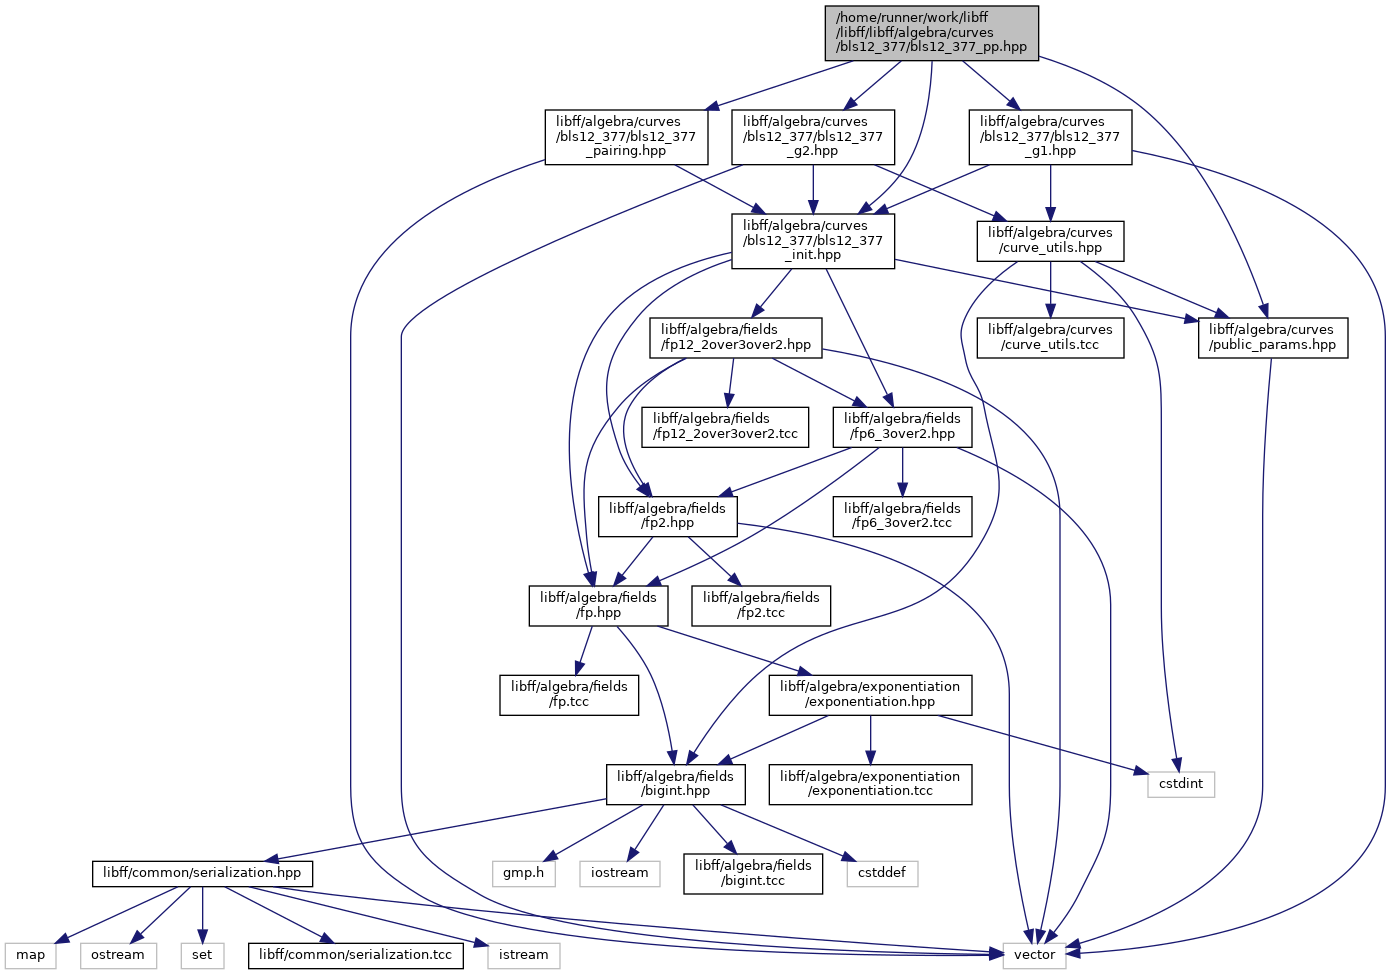 /home/runner/work/libff
/libff/libff/algebra/curves
/bls12_377/bls12_377_pp.hpp
libff/algebra/curves
/bls12_377/bls12_377
_pairing.hpp
libff/algebra/curves
/bls12_377/bls12_377
_g2.hpp
libff/algebra/curves
/bls12_377/bls12_377
_g1.hpp
libff/algebra/curves
/bls12_377/bls12_377
_init.hpp
libff/algebra/curves
/curve_utils.hpp
libff/algebra/fields
/fp12_2over3over2.hpp
libff/algebra/curves
/curve_utils.tcc
libff/algebra/curves
/public_params.hpp
libff/algebra/fields
/fp12_2over3over2.tcc
libff/algebra/fields
/fp6_3over2.hpp
libff/algebra/fields
/fp2.hpp
libff/algebra/fields
/fp6_3over2.tcc
libff/algebra/fields
/fp.hpp
libff/algebra/fields
/fp2.tcc
libff/algebra/fields
/fp.tcc
libff/algebra/exponentiation
/exponentiation.hpp
libff/algebra/fields
/bigint.hpp
libff/algebra/exponentiation
/exponentiation.tcc
cstdint
libff/common/serialization.hpp
gmp.h
iostream
libff/algebra/fields
/bigint.tcc
cstddef
map
ostream
set
libff/common/serialization.tcc
istream
vector